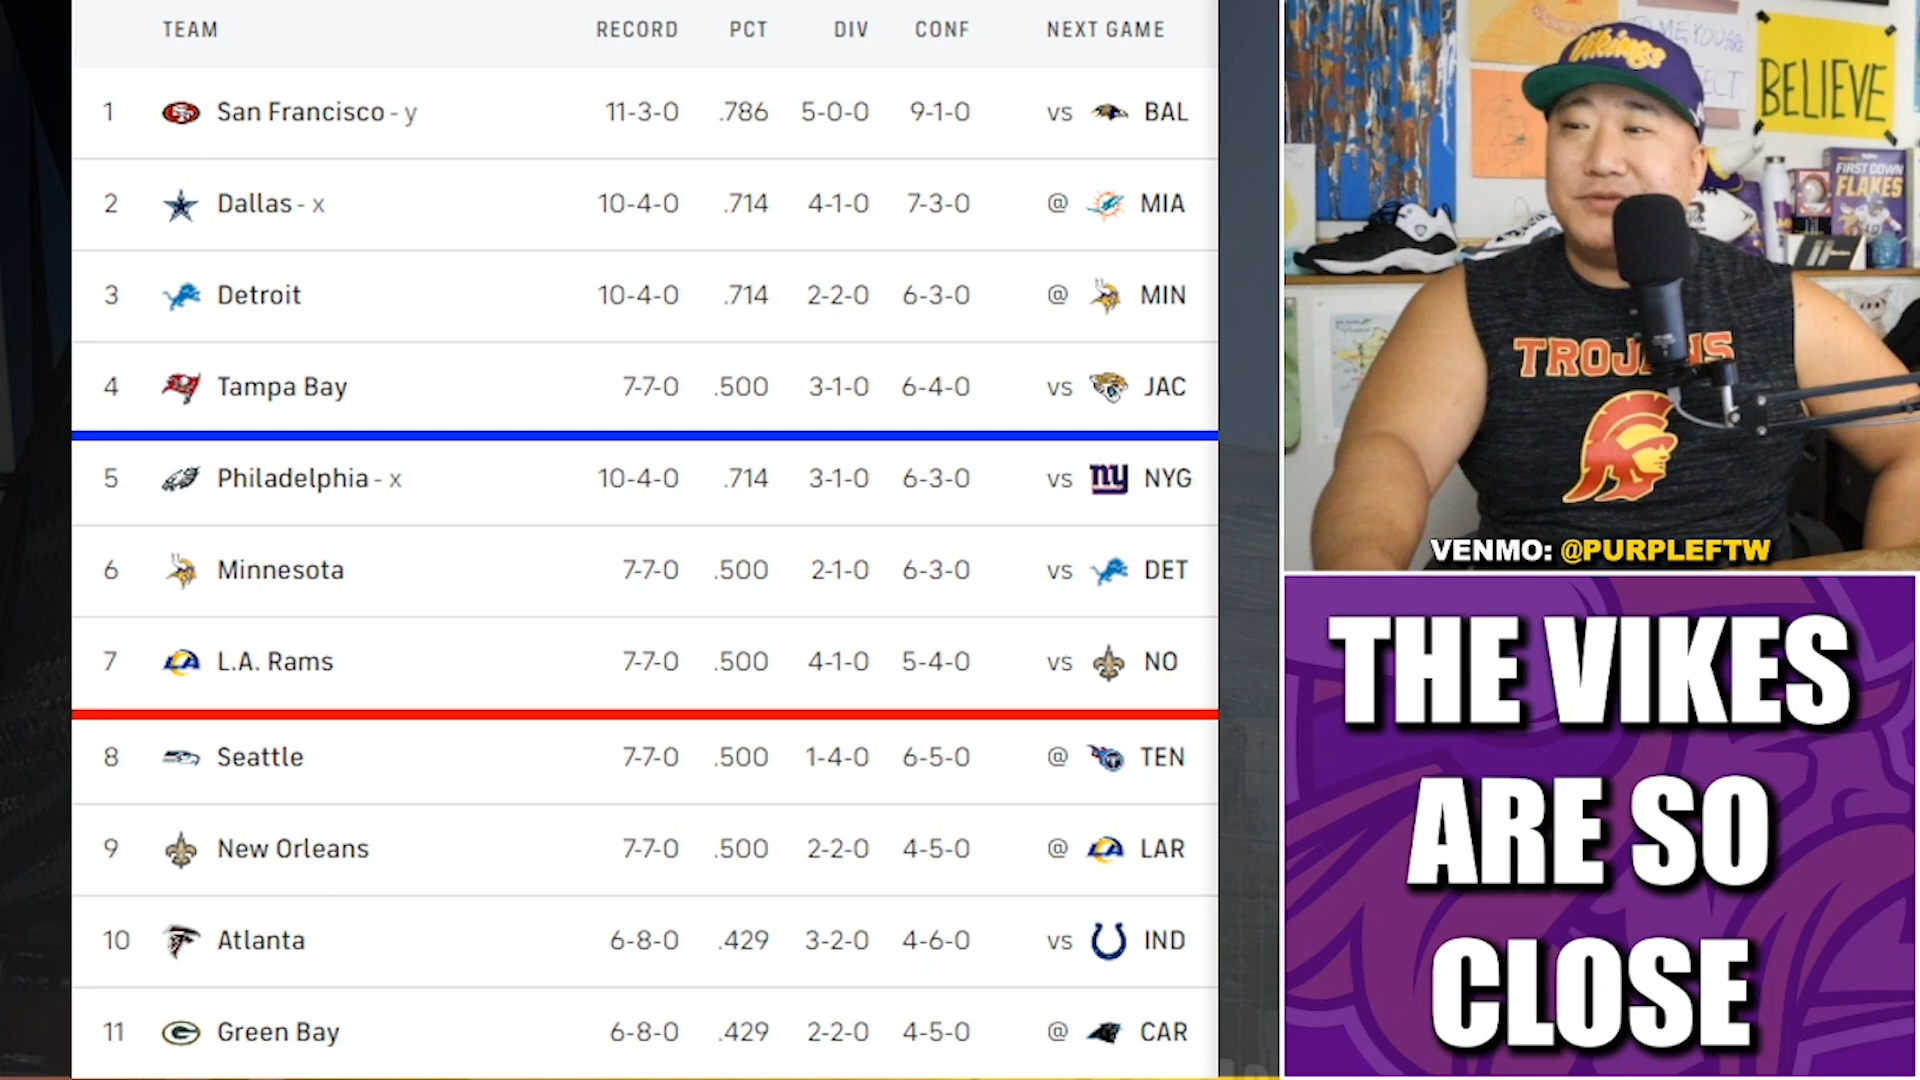 TEAM RECORD PCT DIV CONF NEXT GAME
1 San Francisco - y 11-3-0 .786 5-0-0 9-1-0 vs BAL
2 Dallas - x 10-4-0 .714 4-1-0 7-3-0 @ MIA
3 Detroit 10-4-0 .714 2-2-0 6-3-0 @ MIN
4 Tampa Bay 7-7-0 .500 3-1-0 6-4-0 vs JAC
5 Philadelphia - x 10-4-0 .714 3-1-0 6-3-0 vs ny NYG
6 Minnesota 7-7-0 .500 2-1-0 6-3-0 vs DET
7 L.A. Rams 7-7-0 .500 4-1-0 5-4-0 vs NO
8 Seattle 7-7-0 .500 1-4-0 6-5-0 @ TEN
9 New Orleans 7-7-0 .500 2-2-0 4-5-0 @ LAR
10 Atlanta 6-8-0 .429 3-2-0 4-6-0 vs IND
11 Green Bay 6-8-0 .429 2-2-0 4-5-0 @ CAR
Vikings
BELIEVE
FIRST DOWN
FLAKES
VENMO: @PURPLEFTW
THE VIKES
ARE SO
CLOSE